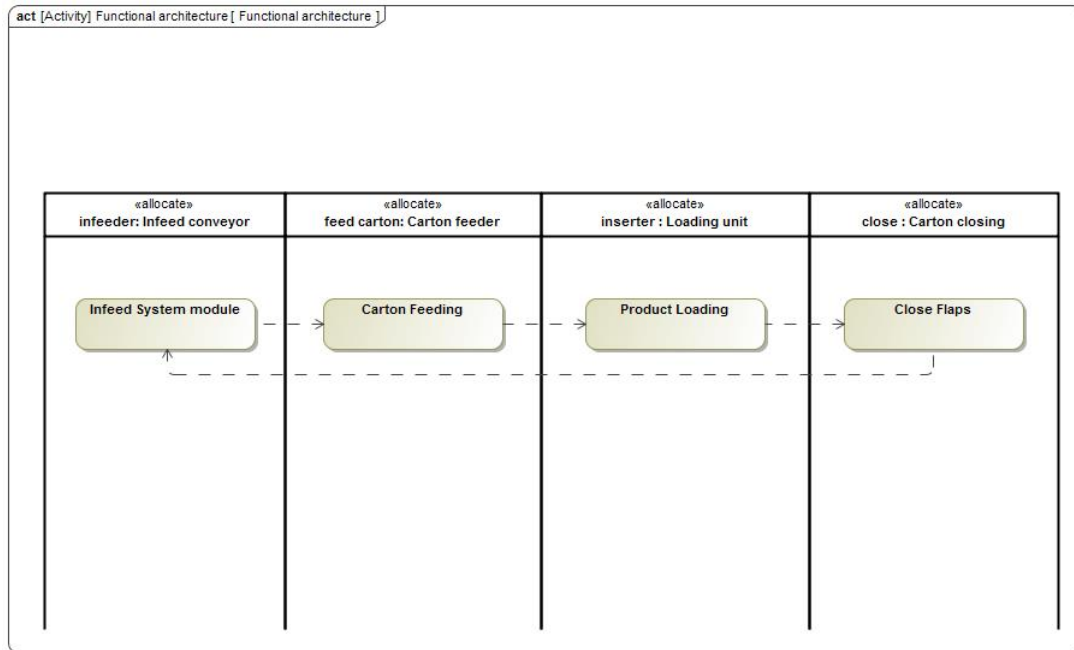 act [Activity] Functional architecture [ Functional architecture ]
«allocate»
infeeder: Infeed conveyor
«allocate»
feed carton: Carton feeder
«allocate»
inserter : Loading unit
«allocate»
close : Carton closing
Infeed System module
Carton Feeding
Product Loading
Close Flaps